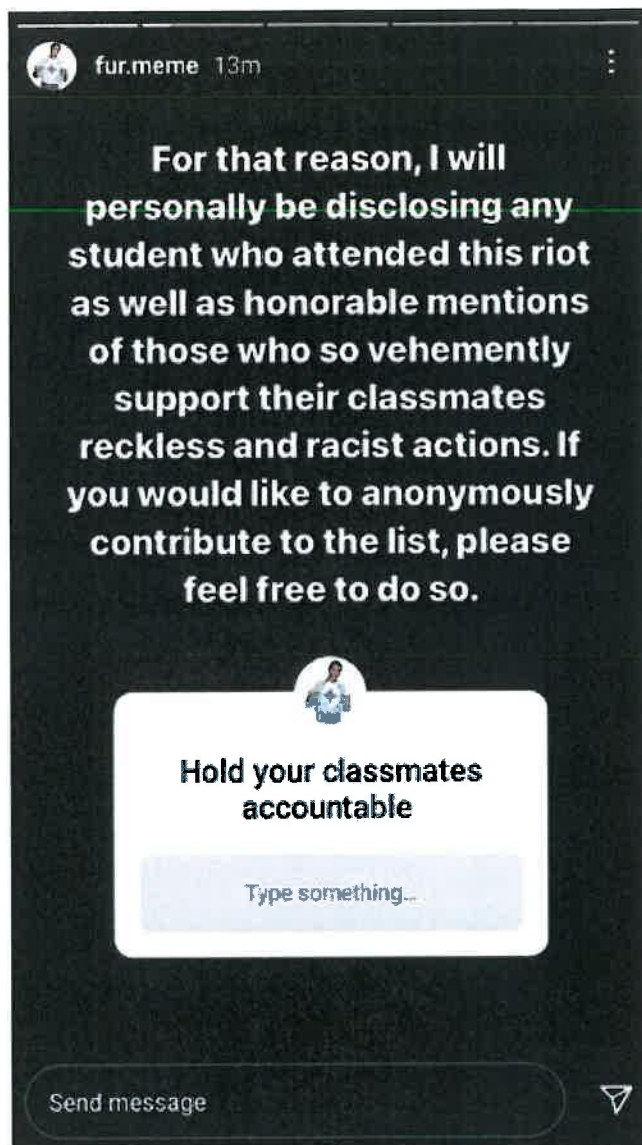 fur.meme 13m
For that reason, I will
personally be disclosing any
student who attended this riot
as well as honorable mentions
of those who so vehemently
support their classmates
reckless and racist actions. If
you would like to anonymously
contribute to the list, please
feel free to do so.
Hold your classmates
accountable
Type something...
Send message